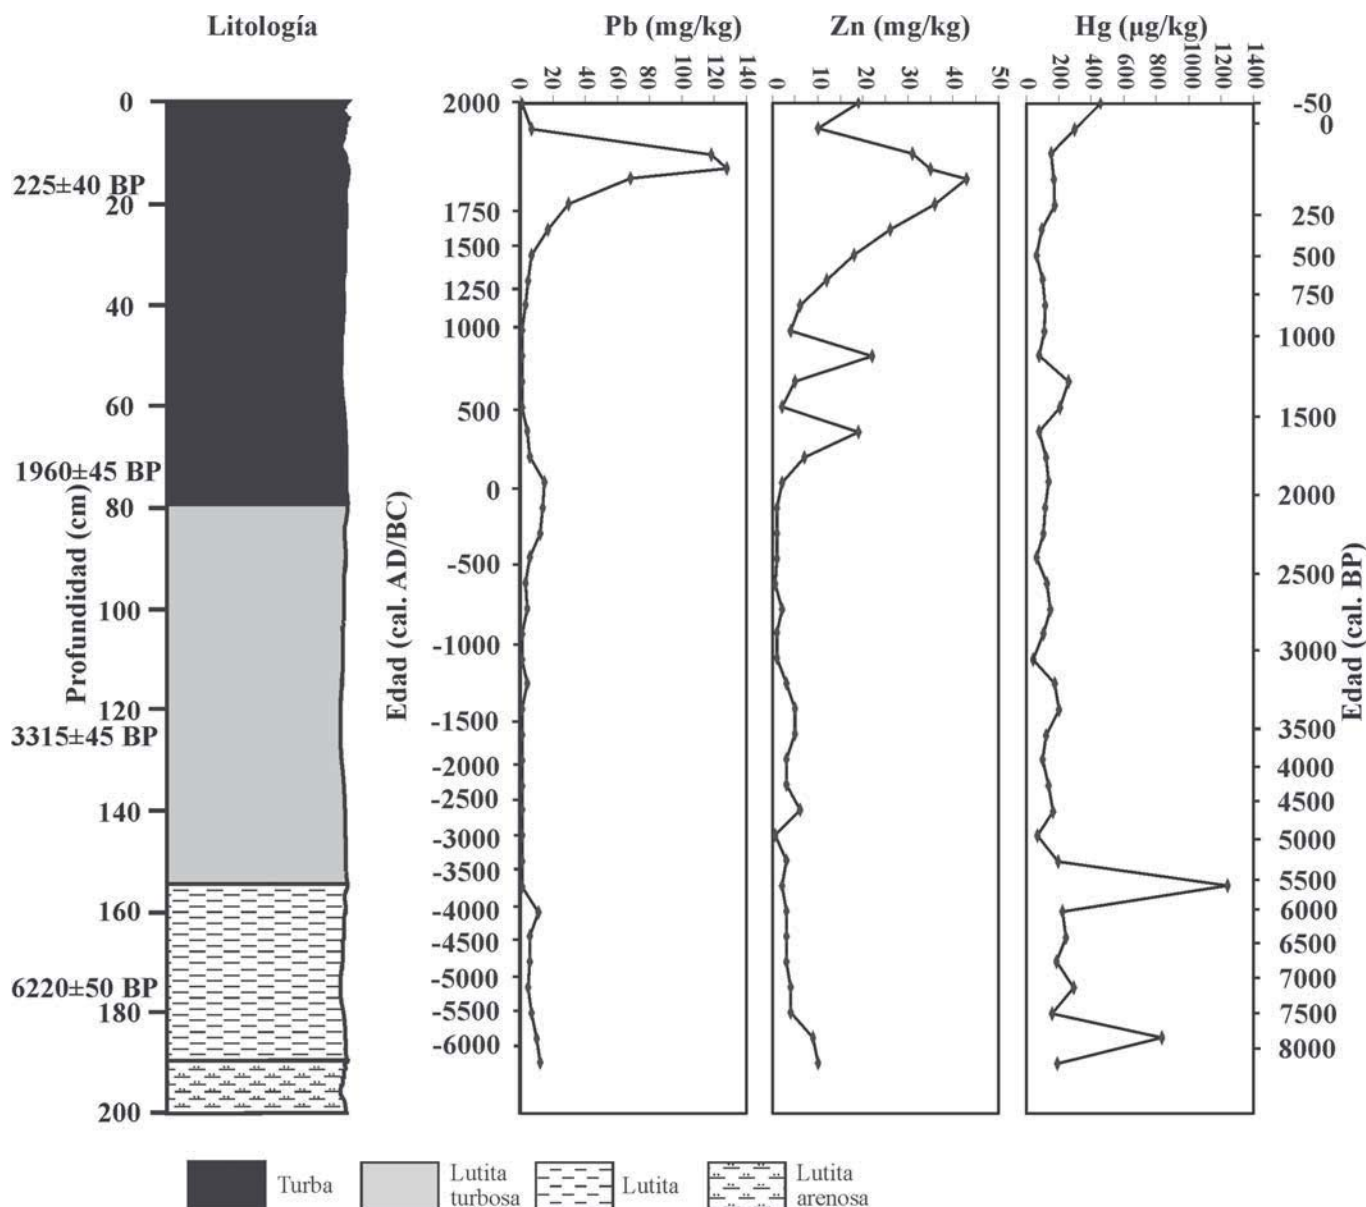 Litología
Pb (mg/kg)
Zn (mg/kg)
Hg (µg/kg)
0 20 40 60 80 100 120 140
0 10 20 30 40 50
200 400 600 800 1000 1200 1400
Profundidad (cm)
0
20
40
60
80
100
120
140
160
180
200
225±40 BP
1960±45 BP
3315±45 BP
6220±50 BP
Edad (cal. AD/BC)
2000
1750
1500
1250
1000
500
0
-500
-1000
-1500
-2000
-2500
-3000
-3500
-4000
-4500
-5000
-5500
-6000
Edad (cal. BP)
-50
0
250
500
750
1000
1500
2000
2500
3000
3500
4000
4500
5000
5500
6000
6500
7000
7500
8000
Turba
Lutita
turbosa
Lutita
Lutita
arenosa